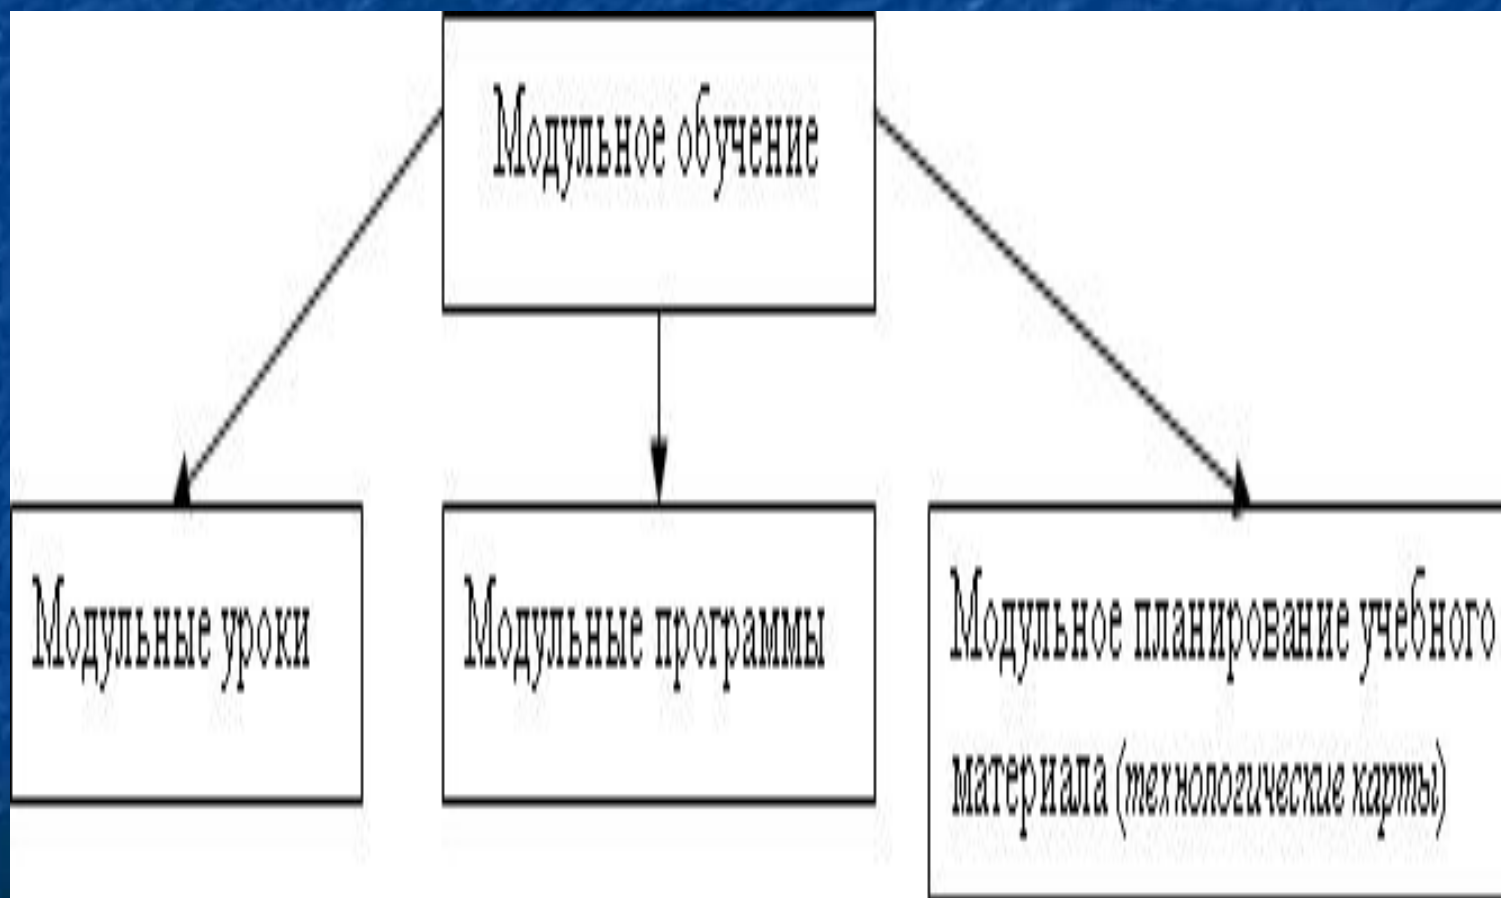 Модульное обучение
Модульные уроки
Модульные программы
Модульное планирование учебного
материала (технологические карты)